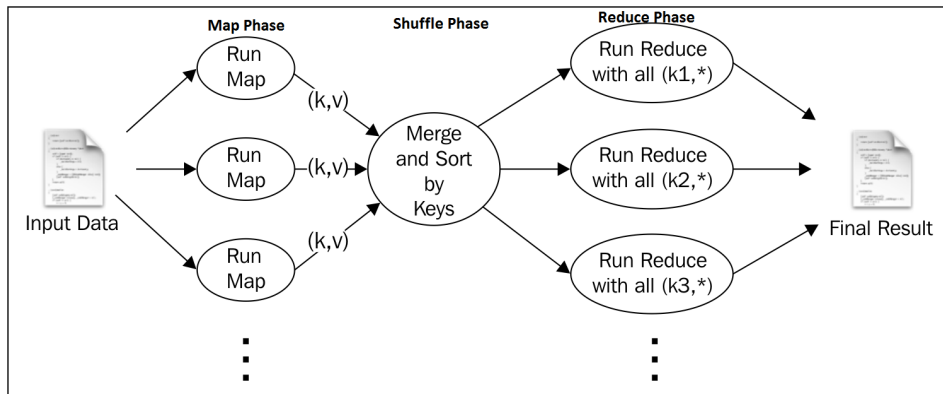 Map Phase
Shuffle Phase
Reduce Phase
Run
Map
(k,v)
Run Reduce
with all (k1,*)
Input Data
Run
Map
(k,v)
Merge
and Sort
by
Keys
Run Reduce
with all (k2,*)
Final Result
Run
Map
(k,v)
Run Reduce
with all (k3,*)